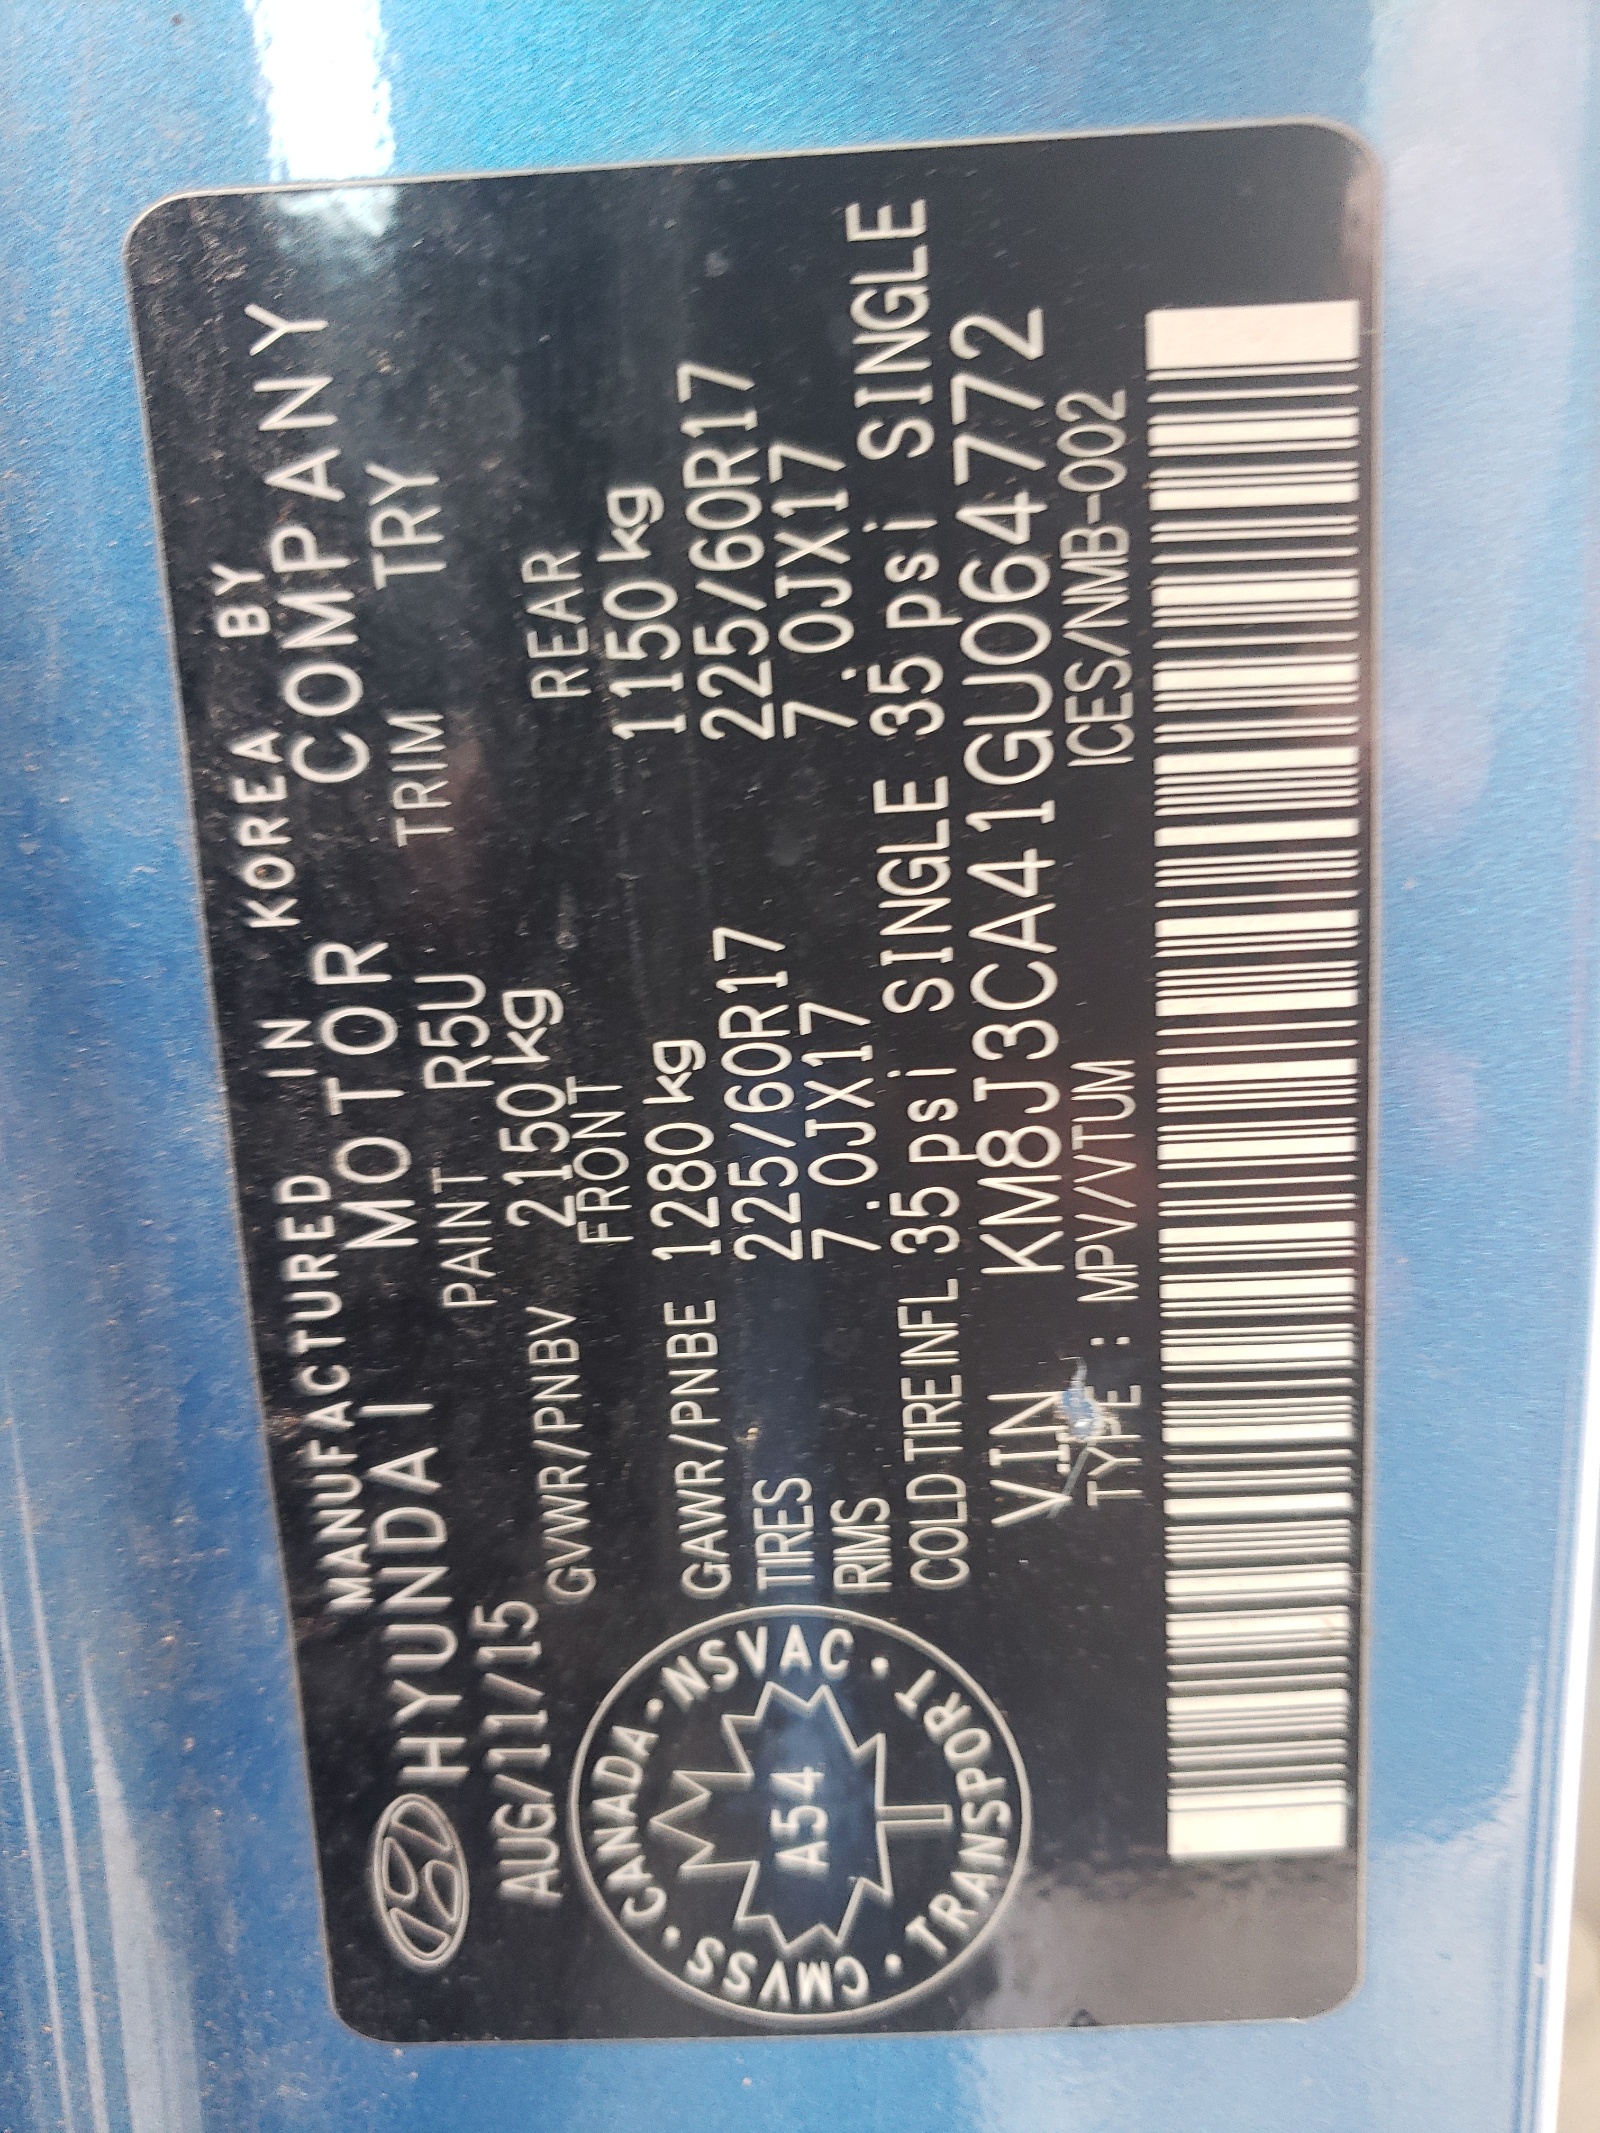 MANUFACTURED IN KOREA BY
HYUNDAI MOTOR COMPANY
AUG/11/15 PAINT R5U TRIM TRY
GVWR/PNBV 2150 kg
FRONT REAR
GAWR/PNBE 1280 kg 1150 kg
TIRES 225/60R17 225/60R17
RIMS 7.0JX17 7.0JX17
COLD TIRE INFL 35 psi SINGLE 35 psi SINGLE
VIN KM8J3CA41GU064772
TYPE : MPV/VTUM ICES/NMB-002
CMVSS • CANADA • NSVAC • TRANSPORT • TRANSPORT
A54